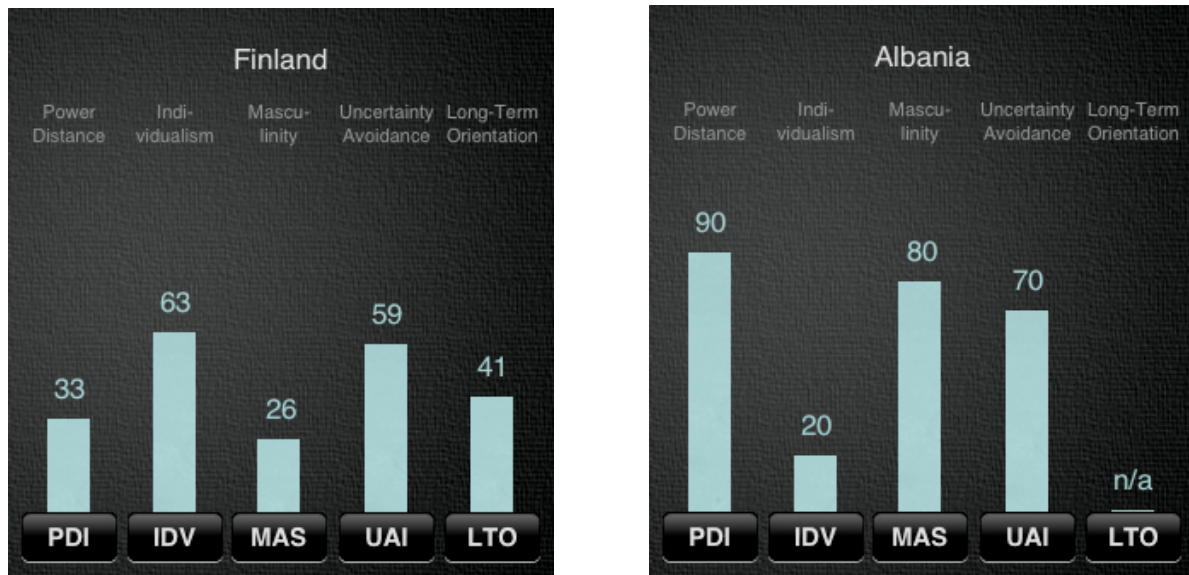 Finland
Power Distance
Indi-vidualism
Mascu-linity
Uncertainty Avoidance
Long-Term Orientation
33
63
26
59
41
PDI
IDV
MAS
UAI
LTO
Albania
Power Distance
Indi-vidualism
Mascu-linity
Uncertainty Avoidance
Long-Term Orientation
90
20
80
70
n/a
PDI
IDV
MAS
UAI
LTO